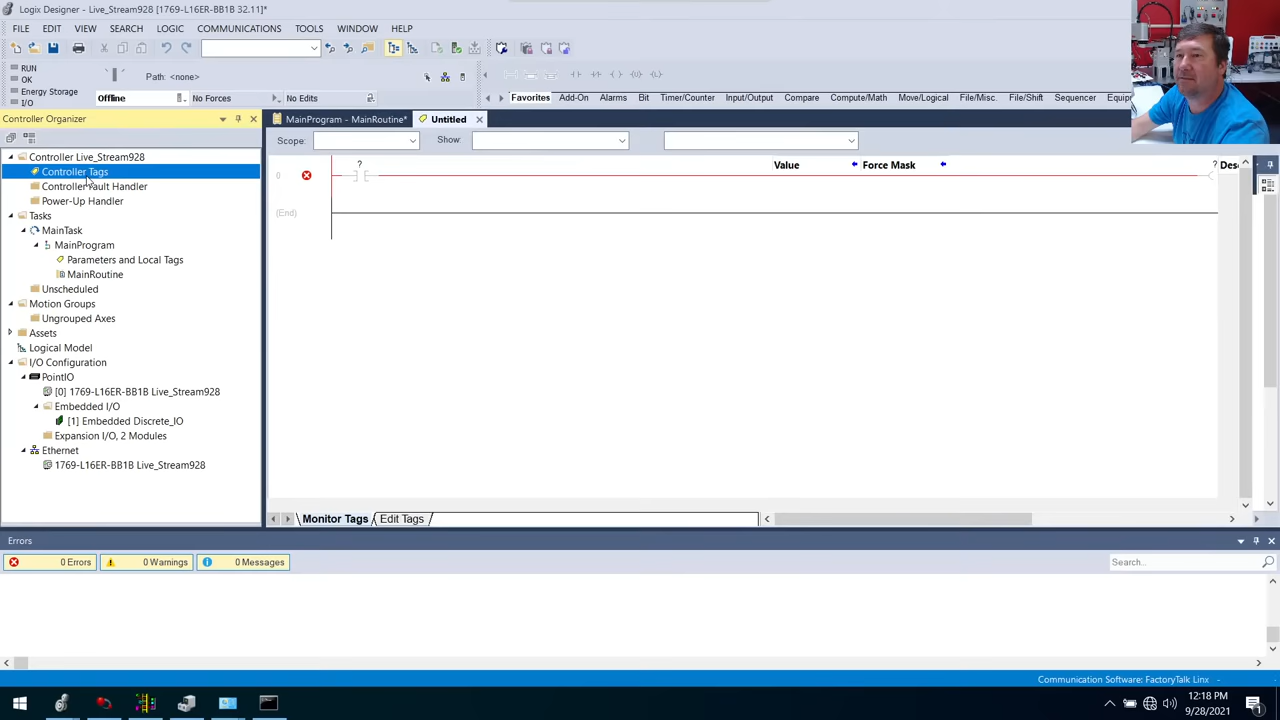 Logix Designer - Live_Stream928 [1769-L16ER-BB1B 32.11]*
FILE EDIT VIEW SEARCH LOGIC COMMUNICATIONS TOOLS WINDOW HELP
RUN
OK
Energy Storage
I/O
Path: <none>
Offline
No Forces
No Edits
Favorites Add-On Alarms Bit Timer/Counter Input/Output Compare Compute/Math Move/Logical File/Misc. File/Shift Sequencer Equip
Controller Organizer
MainProgram - MainRoutine*
Untitled
Scope:
Show:
Controller Live_Stream928
Controller Tags
Controller Fault Handler
Power-Up Handler
Tasks
MainTask
MainProgram
Parameters and Local Tags
MainRoutine
Unscheduled
Motion Groups
Ungrouped Axes
Assets
Logical Model
I/O Configuration
PointIO
[0] 1769-L16ER-BB1B Live_Stream928
Embedded I/O
[1] Embedded Discrete_IO
Expansion I/O, 2 Modules
Ethernet
1769-L16ER-BB1B Live_Stream928
? Value Force Mask ? Desc
0
(End)
Monitor Tags Edit Tags
Errors
0 Errors 0 Warnings 0 Messages
Search...
Communication Software: FactoryTalk Linx
12:18 PM
9/28/2021
1